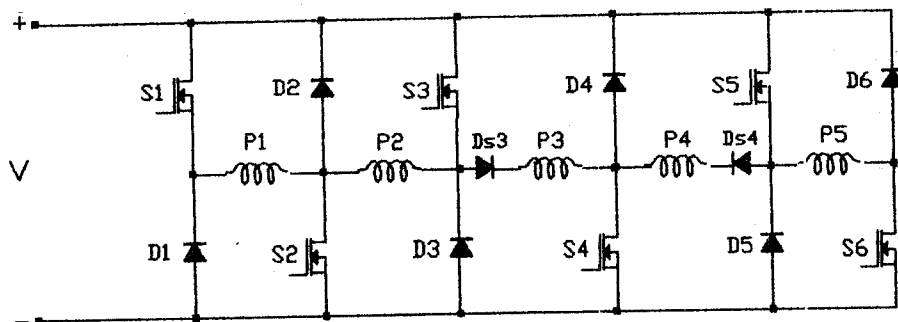 +
S1
D2
S3
D4
S5
D6
P1
P2
Ds3
P3
P4
Ds4
P5
V
D1
S2
D3
S4
D5
S6
−